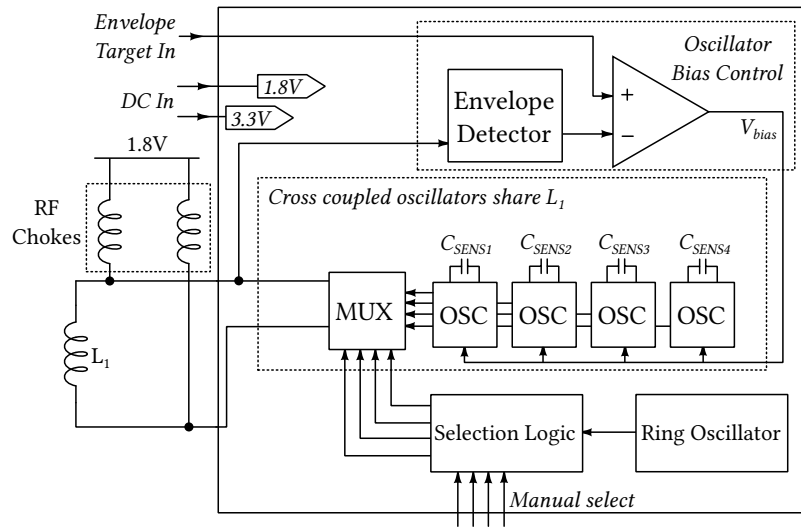 Envelope
Target In
DC In
1.8V
3.3V
Oscillator
Bias Control
Envelope
Detector
+
−
V_bias
1.8V
RF
Chokes
L_1
Cross coupled oscillators share L_1
C_SENS1
C_SENS2
C_SENS3
C_SENS4
MUX
OSC
OSC
OSC
OSC
Selection Logic
Ring Oscillator
Manual select